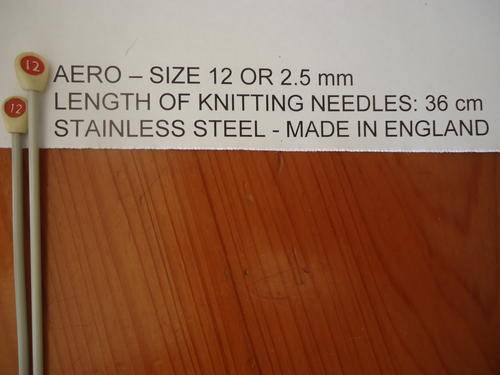 12
12
AERO – SIZE 12 OR 2.5 mm
LENGTH OF KNITTING NEEDLES: 36 cm
STAINLESS STEEL - MADE IN ENGLAND